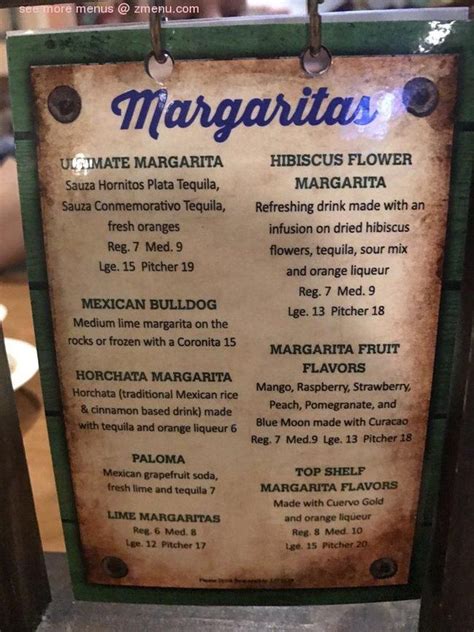 see more menus @ zmenu.com
Margaritas
ULTIMATE MARGARITA
Sauza Hornitos Plata Tequila,
Sauza Conmemorativo Tequila,
fresh oranges
Reg. 7 Med. 9
Lge. 15 Pitcher 19
MEXICAN BULLDOG
Medium lime margarita on the
rocks or frozen with a Coronita 15
HORCHATA MARGARITA
Horchata (traditional Mexican rice
& cinnamon based drink) made
with tequila and orange liqueur 6
PALOMA
Mexican grapefruit soda,
fresh lime and tequila 7
LIME MARGARITAS
Reg. 6 Med. 8
Lge. 12 Pitcher 17
HIBISCUS FLOWER
MARGARITA
Refreshing drink made with an
infusion on dried hibiscus
flowers, tequila, sour mix
and orange liqueur
Reg. 7 Med. 9
Lge. 13 Pitcher 18
MARGARITA FRUIT
FLAVORS
Mango, Raspberry, Strawberry,
Peach, Pomegranate, and
Blue Moon made with Curacao
Reg. 7 Med. 9 Lge. 13 Pitcher 18
TOP SHELF
MARGARITA FLAVORS
Made with Cuervo Gold
and orange liqueur
Reg. 8 Med. 10
Lge. 15 Pitcher 20
Please Drink Responsibly